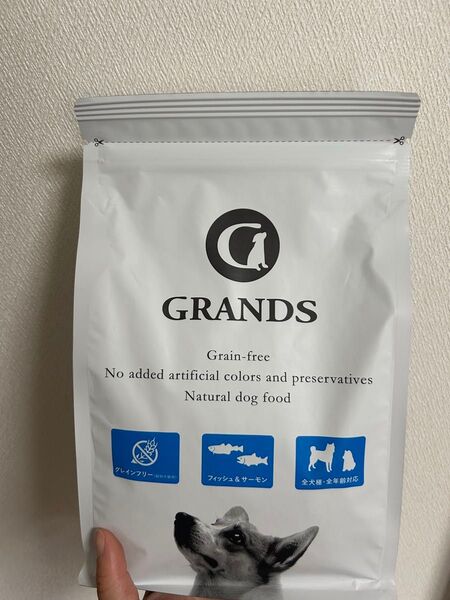 GRANDS
Grain-free
No added artificial colors and preservatives
Natural dog food
グレインフリー
フィッシュ&サーモン
全犬種・全年齢対応